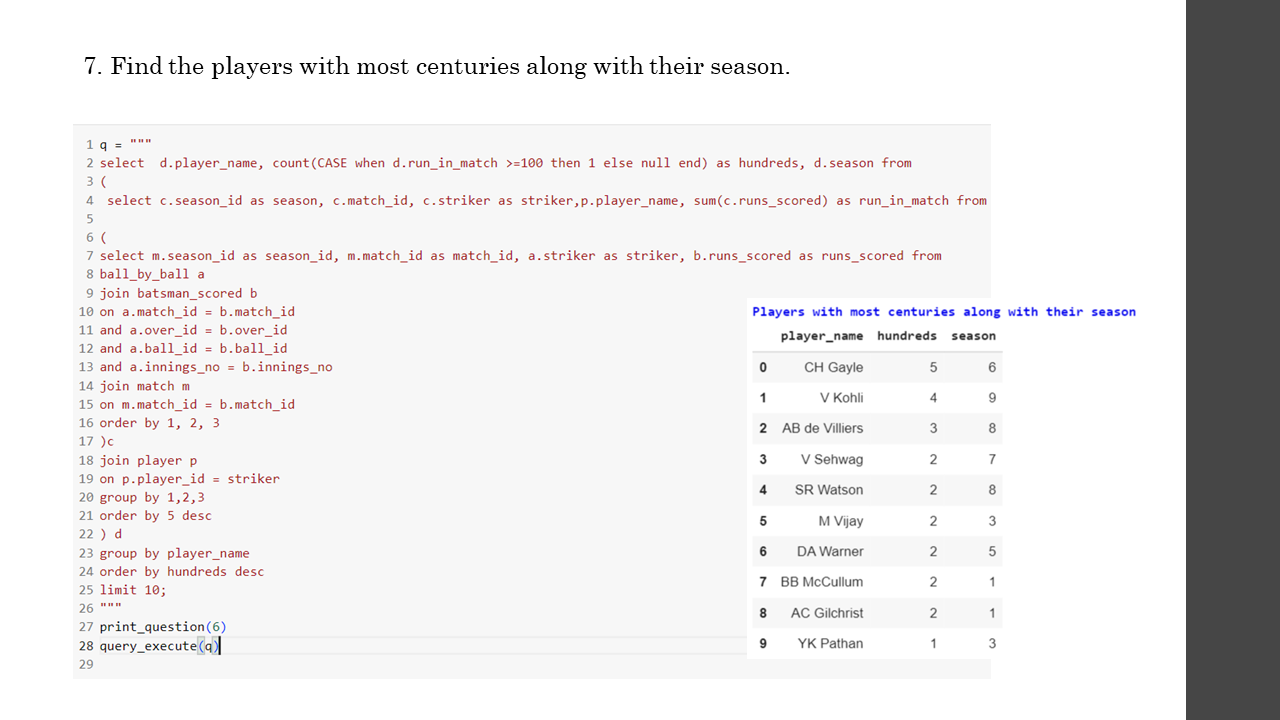 7. Find the players with most centuries along with their season.
1 q = """
2 select  d.player_name, count(CASE when d.run_in_match >=100 then 1 else null end) as hundreds, d.season from
3 (
4  select c.season_id as season, c.match_id, c.striker as striker,p.player_name, sum(c.runs_scored) as run_in_match from
5
6 (
7 select m.season_id as season_id, m.match_id as match_id, a.striker as striker, b.runs_scored as runs_scored from
8 ball_by_ball a
9 join batsman_scored b
10 on a.match_id = b.match_id
11 and a.over_id = b.over_id
12 and a.ball_id = b.ball_id
13 and a.innings_no = b.innings_no
14 join match m
15 on m.match_id = b.match_id
16 order by 1, 2, 3
17 )c
18 join player p
19 on p.player_id = striker
20 group by 1,2,3
21 order by 5 desc
22 ) d
23 group by player_name
24 order by hundreds desc
25 limit 10;
26 """
27 print_question(6)
28 query_execute(q)
29
Players with most centuries along with their season
player_name hundreds season
0 CH Gayle 5 6
1 V Kohli 4 9
2 AB de Villiers 3 8
3 V Sehwag 2 7
4 SR Watson 2 8
5 M Vijay 2 3
6 DA Warner 2 5
7 BB McCullum 2 1
8 AC Gilchrist 2 1
9 YK Pathan 1 3